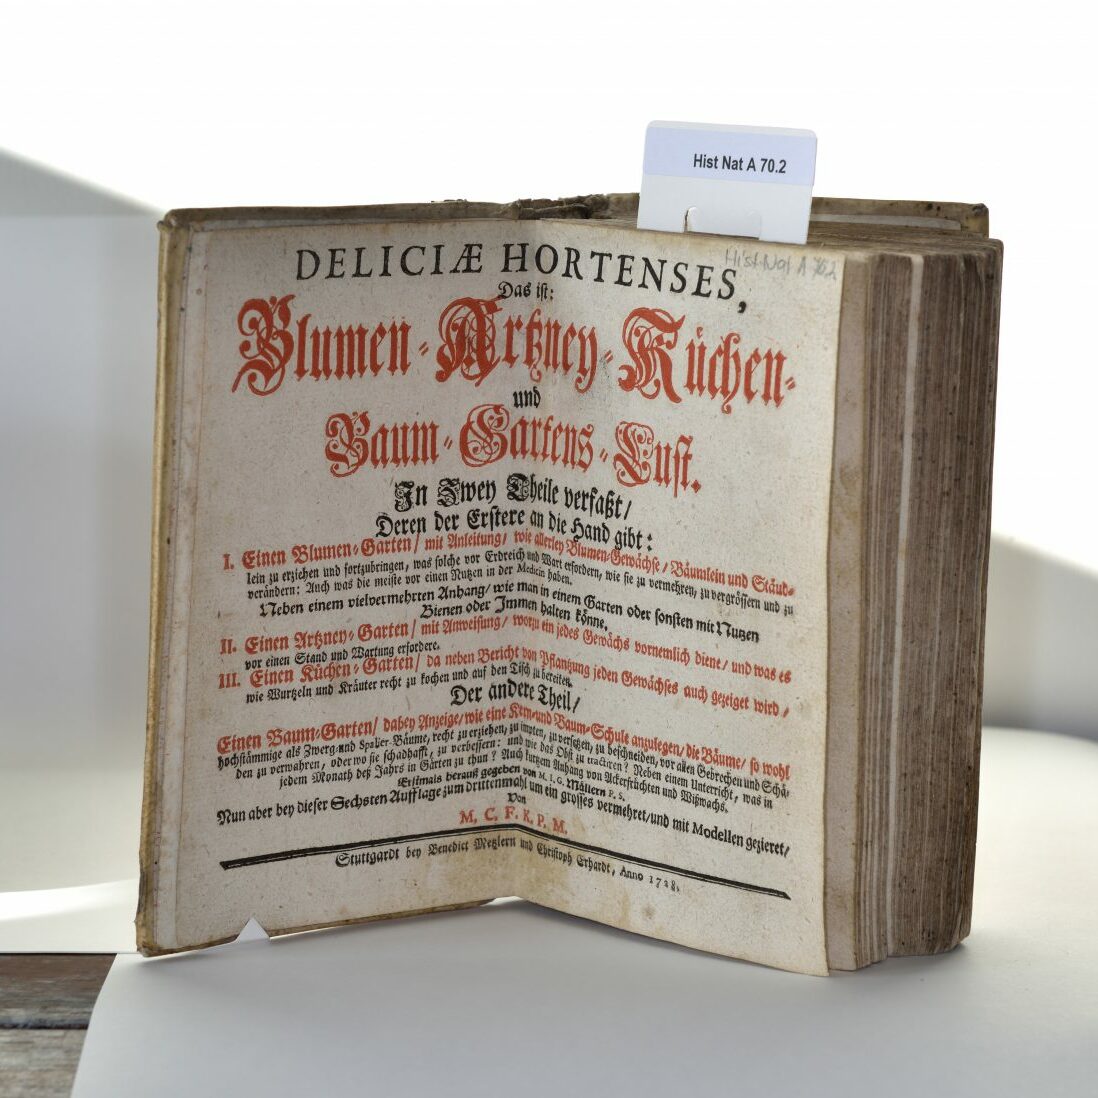 Hist Nat A 70.2
Hist Nat A 70.2
DELICIÆ HORTENSES,
Das ist:
Blumen-Artzney-Küchen-
und
Baum-Gartens-Lust.
In Zwey Theile verfaßt/
Deren der Erstere an die Hand gibt:
I. Einen Blumen-Garten/ mit Anleitung/ wie allerley Blumen-Gewächse/ Bäumlein und Stäud-
lein zu erziehen und fortzubringen, was solche vor Erdreich und Wart erfordern, wie sie zu vermehren, zu vergrössern und zu
verändern: Auch was die meiste vor einen Nutzen in der Medicin haben.
Neben einem vielvermehrten Anhang/ wie man in einem Garten oder sonsten mit Nutzen
Bienen oder Immen halten könne.
II. Einen Artzney-Garten/ mit Anweisung/ worzu ein jedes Gewächs vornemlich diene/ und was es
vor einen Stand und Wartung erfordere.
III. Einen Küchen-Garten/ da neben Bericht von Pflantzung jeden Gewächses auch gezeiget wird/
wie Wurtzeln und Kräuter recht zu kochen und auf den Tisch zu bereiten.
Der andere Theil/
Einen Baum-Garten/ dabey Anzeige/ wie eine Kern-und Baum-Schule anzulegen/ die Bäume/ so wohl
hochstämmige als Zwerg-und Spalier-Bäume, recht zu erziehen, zu impten, zu versetzen, zu beschneiden, vor allen Gebrechen und Schä-
den zu verwahren, oder wo sie schadhafft, zu verbessern: und wie das Obst zu tractiren? Neben einem Unterricht, was in
jedem Monath deß Jahrs in Gärten zu thun? Auch kurtzem Anhang von Ackerfrüchten und Wißwachs.
Erstmals heraus gegeben von M. I. G. Müllern P. S.
Nun aber bey dieser Sechsten Aufflage zum drittenmahl um ein grosses vermehret/und mit Modellen gezieret/
Von
M. C. F. K. P. M.
Stuttgardt bey Benedict Metzlern und Christoph Erhardt, Anno 1728.